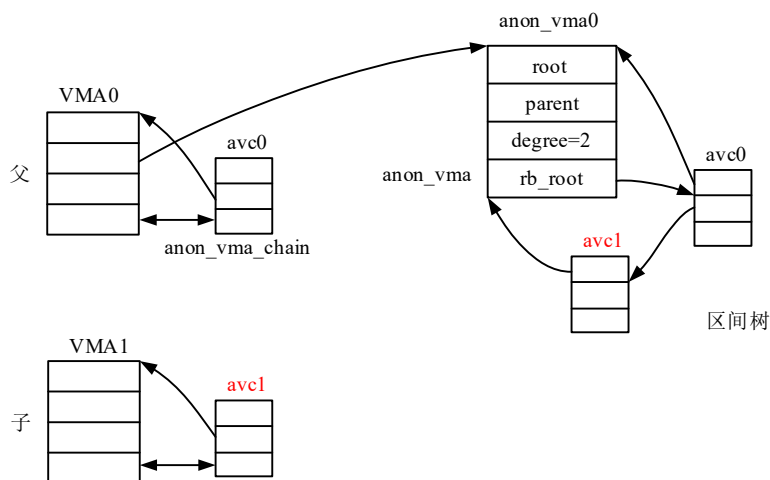 anon_vma0
root
parent
degree=2
rb_root
anon_vma
VMA0
父
avc0
anon_vma_chain
avc0
avc1
区间树
VMA1
子
avc1